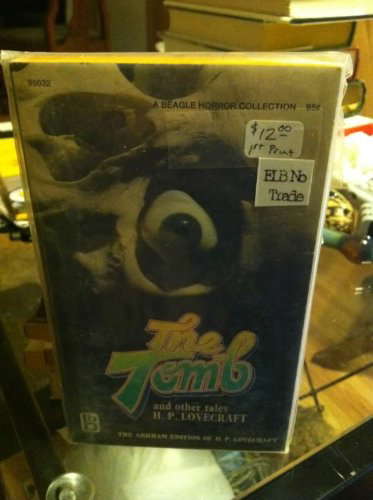 95032
A BEAGLE HORROR COLLECTION 95¢
$12.00
1st Print
ELB No
Trade
The
Tomb
and other tales
H. P. LOVECRAFT
BB
THE ARKHAM EDITION OF H. P. LOVECRAFT